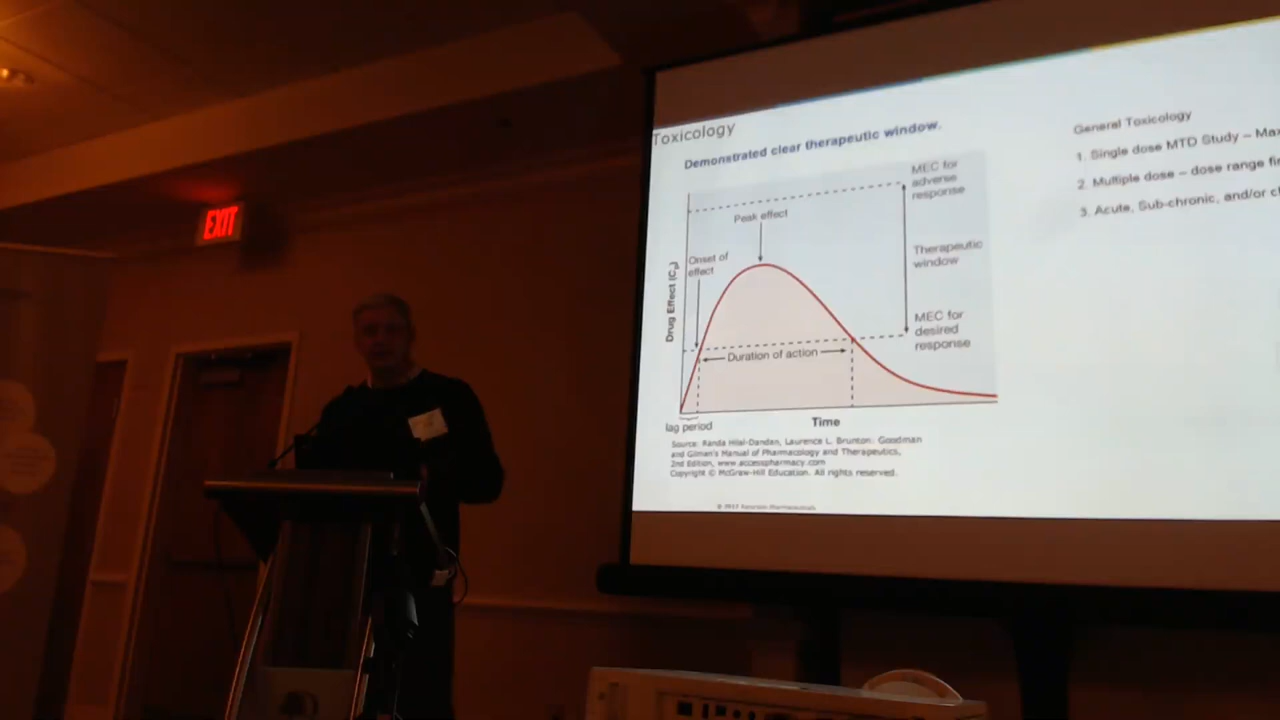 EXIT
Toxicology
Demonstrated clear therapeutic window.
MEC for
adverse
response
Peak effect
Onset of
effect
Therapeutic
window
Drug Effect (Cp)
MEC for
desired
response
Duration of action
lag period
Time
Source: Randa Hilal-Dandan, Laurence L. Brunton: Goodman
and Gilman's Manual of Pharmacology and Therapeutics,
2nd Edition, www.accesspharmacy.com
Copyright © McGraw-Hill Education. All rights reserved.
Pharmaceuticals
General Toxicology
1. Single dose MTD Study – Max
2. Multiple dose – dose range fi
3. Acute, Sub-chronic, and/or c